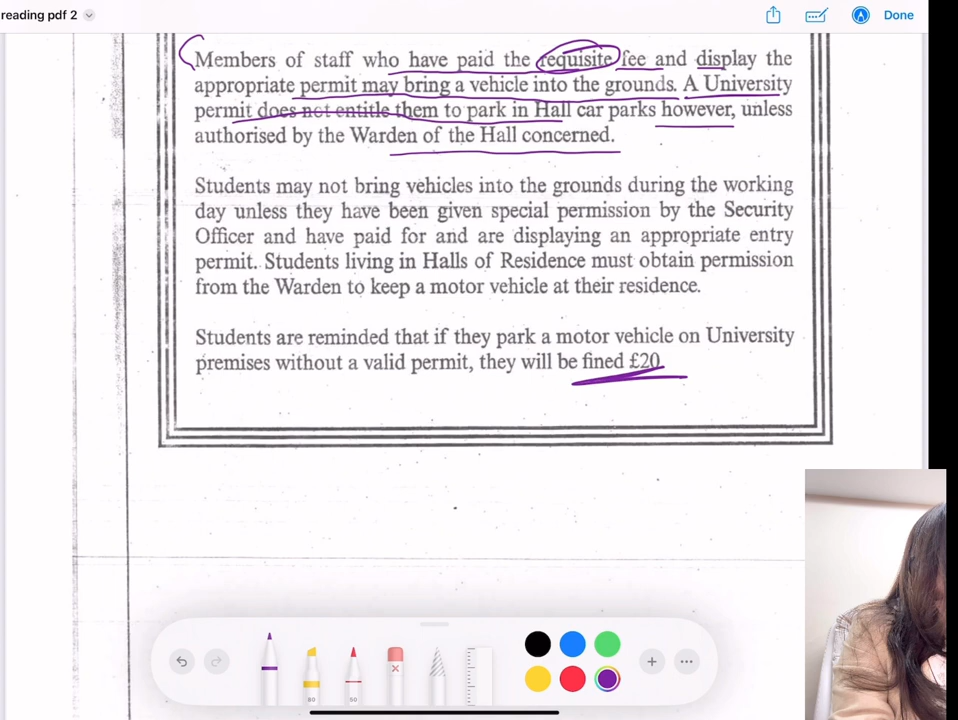 reading pdf 2
Done
Members of staff who have paid the requisite fee and display the
appropriate permit may bring a vehicle into the grounds. A University
permit does not entitle them to park in Hall car parks however, unless
authorised by the Warden of the Hall concerned.
Students may not bring vehicles into the grounds during the working
day unless they have been given special permission by the Security
Officer and have paid for and are displaying an appropriate entry
permit. Students living in Halls of Residence must obtain permission
from the Warden to keep a motor vehicle at their residence.
Students are reminded that if they park a motor vehicle on University
premises without a valid permit, they will be fined £20.
80
50